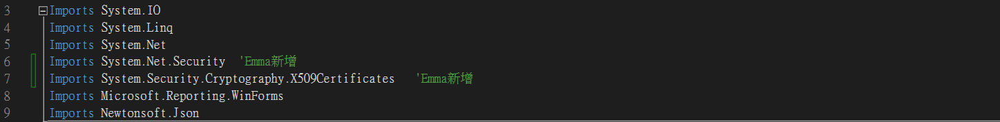 3 Imports System.IO
4 Imports System.Linq
5 Imports System.Net
6 Imports System.Net.Security 'Emma新增
7 Imports System.Security.Cryptography.X509Certificates 'Emma新增
8 Imports Microsoft.Reporting.WinForms
9 Imports Newtonsoft.Json